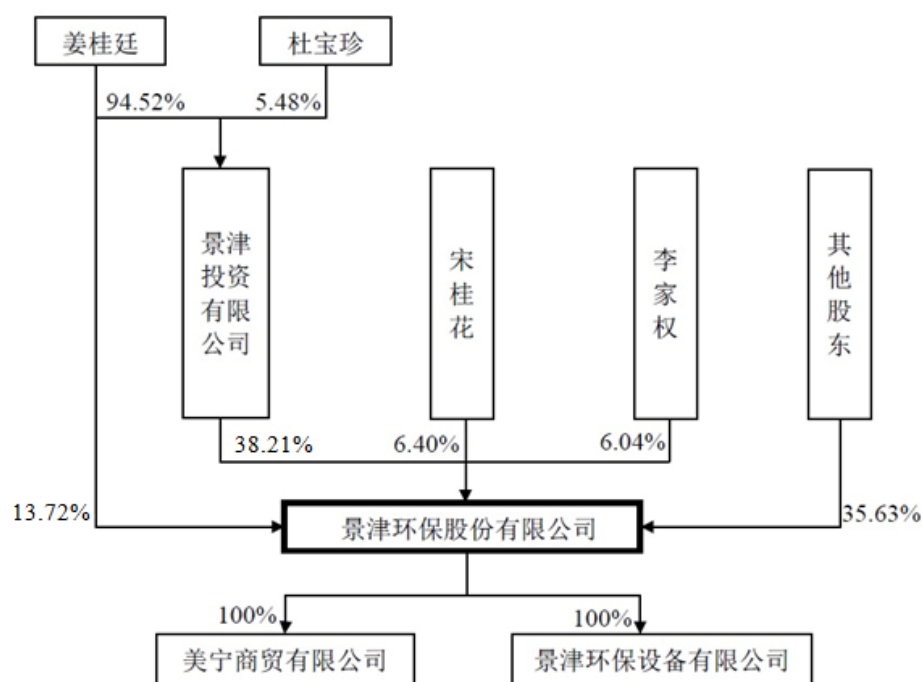 姜桂廷
杜宝珍
94.52%
5.48%
景津
投资
有限
公司
宋
桂
花
李
家
权
其
他
股
东
38.21%
6.40%
6.04%
13.72%
35.63%
景津环保股份有限公司
100%
100%
美宁商贸有限公司
景津环保设备有限公司